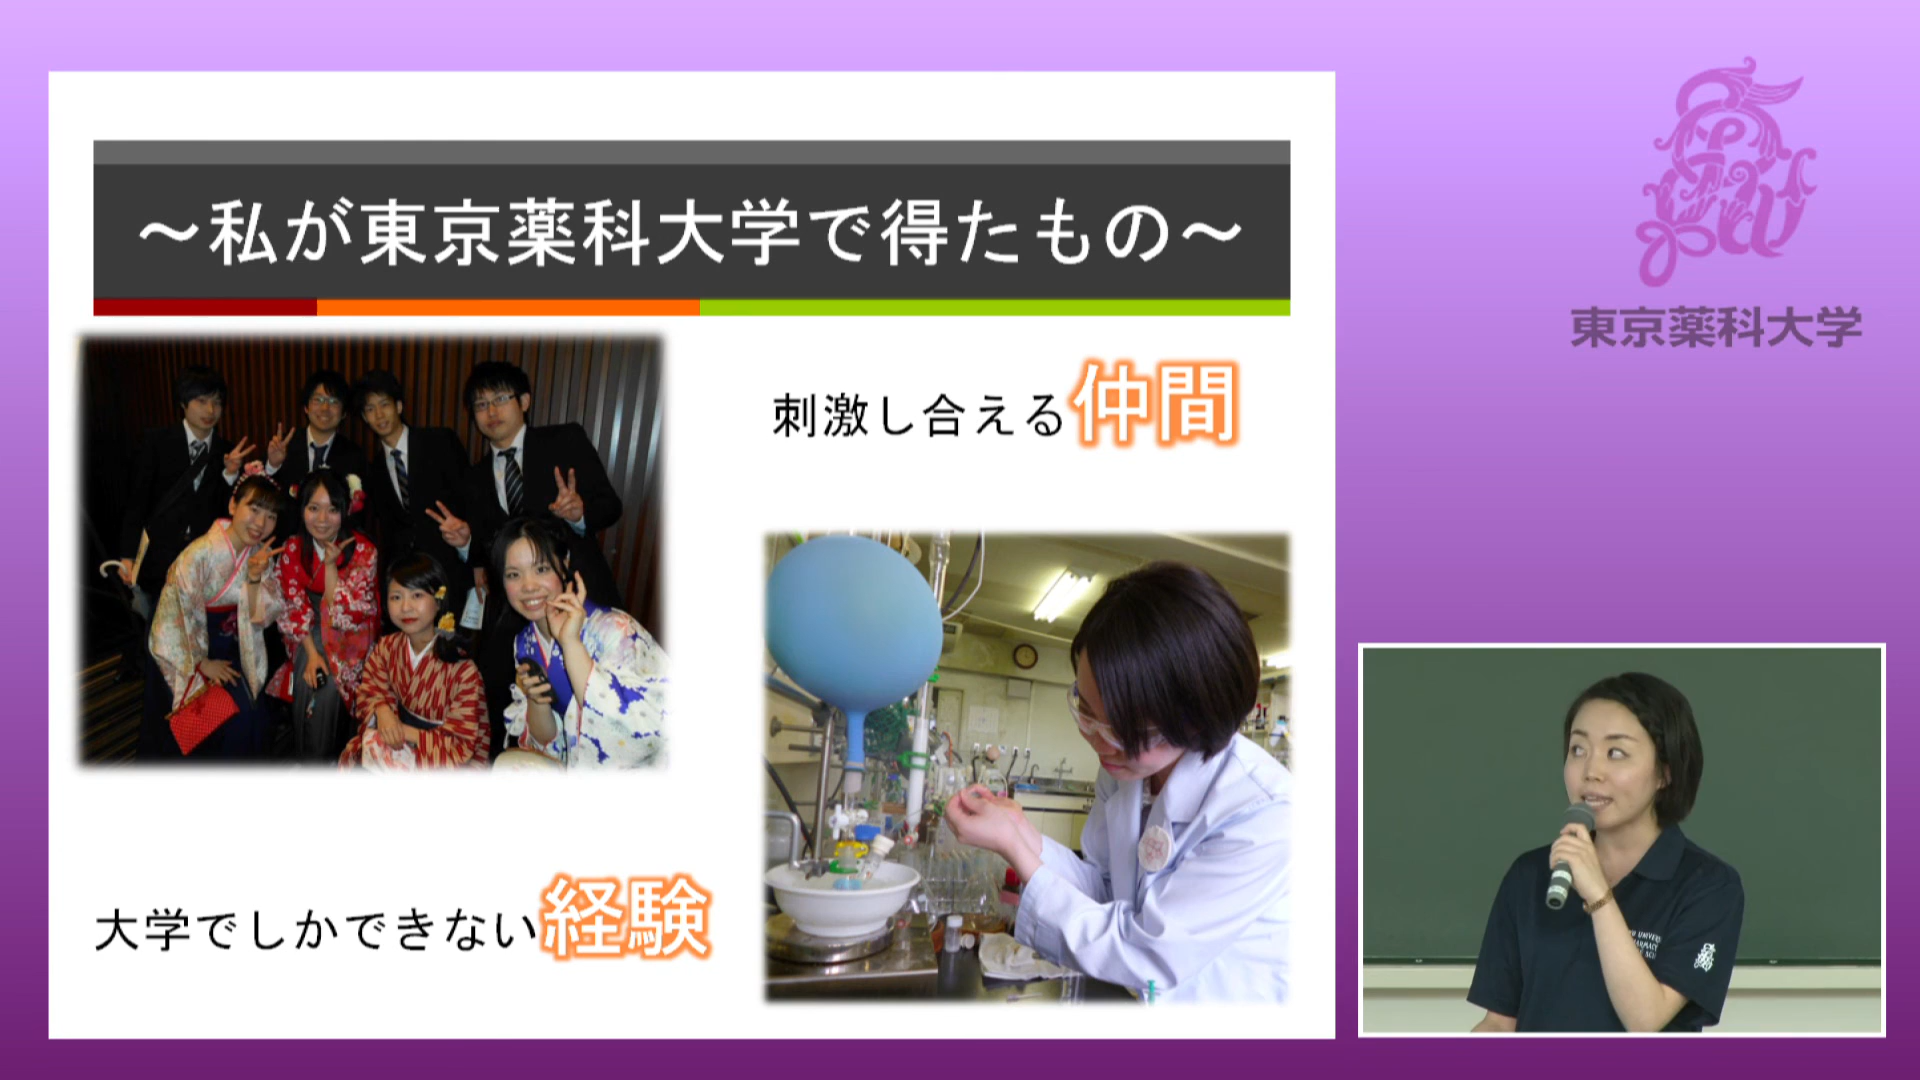 ～私が東京薬科大学で得たもの～
東京薬科大学
刺激し合える仲間
大学でしかできない経験